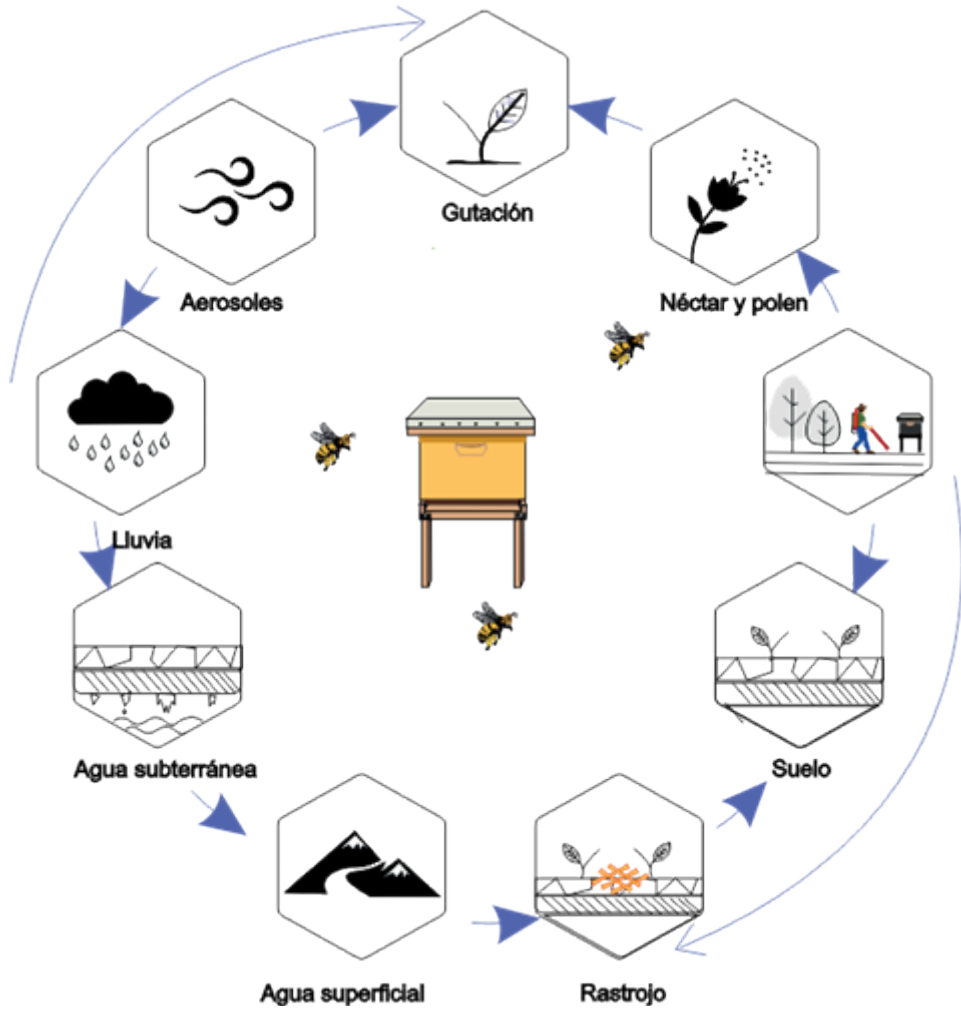 Gutación
Aerosoles
Néctar y polen
Lluvia
Agua subterránea
Suelo
Agua superficial
Rastrojo